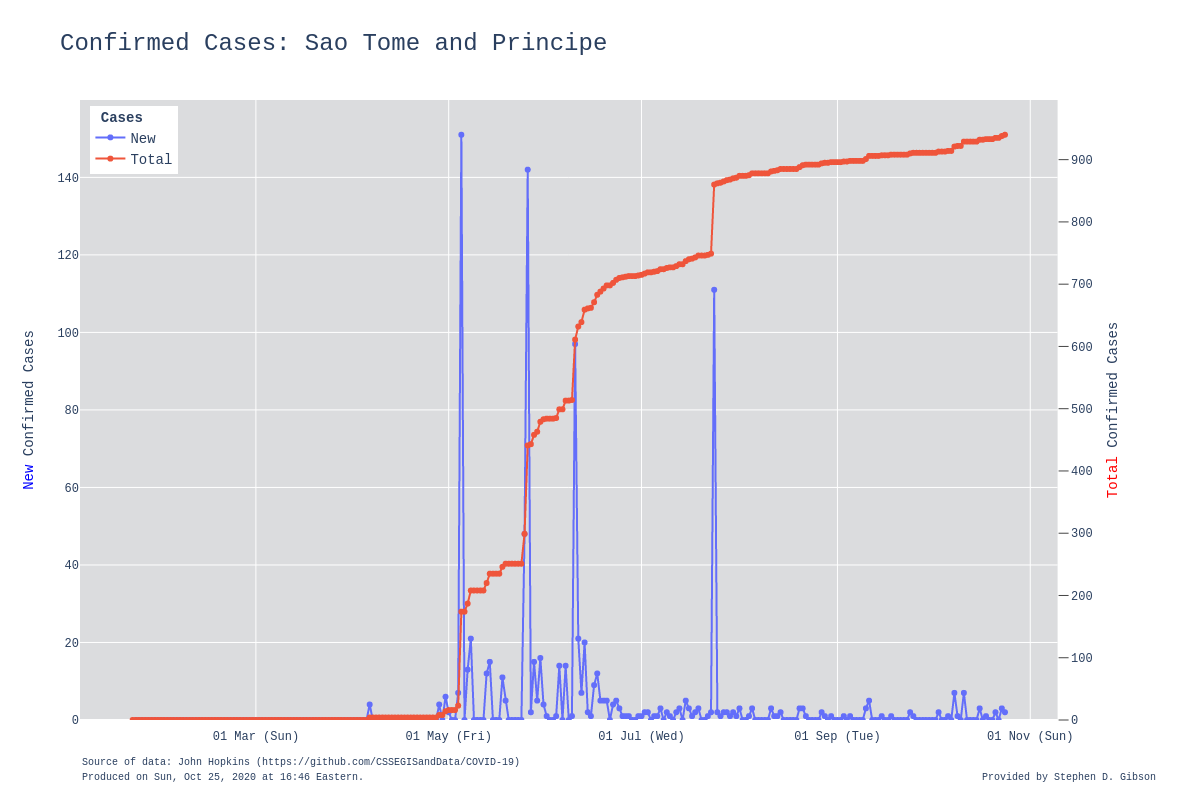 Confirmed Cases: Sao Tome and Principe
Cases
New
Total
140
120
100
80
60
40
20
0
900
800
700
600
500
400
300
200
100
0
New Confirmed Cases
Total Confirmed Cases
01 Mar (Sun)
01 May (Fri)
01 Jul (Wed)
01 Sep (Tue)
01 Nov (Sun)
Source of data: John Hopkins (https://github.com/CSSEGISandData/COVID-19)
Produced on Sun, Oct 25, 2020 at 16:46 Eastern.
Provided by Stephen D. Gibson